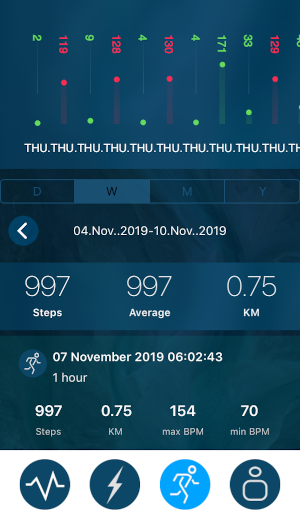 2 119 9 128 4 130 4 171 33 129
THU.THU.THU.THU.THU.THU.THU.THU.THU.THU.TH
D W M Y
04.Nov..2019-10.Nov..2019
997 997 0.75
Steps Average KM
07 November 2019 06:02:43
1 hour
997 0.75 154 70
Steps KM max BPM min BPM